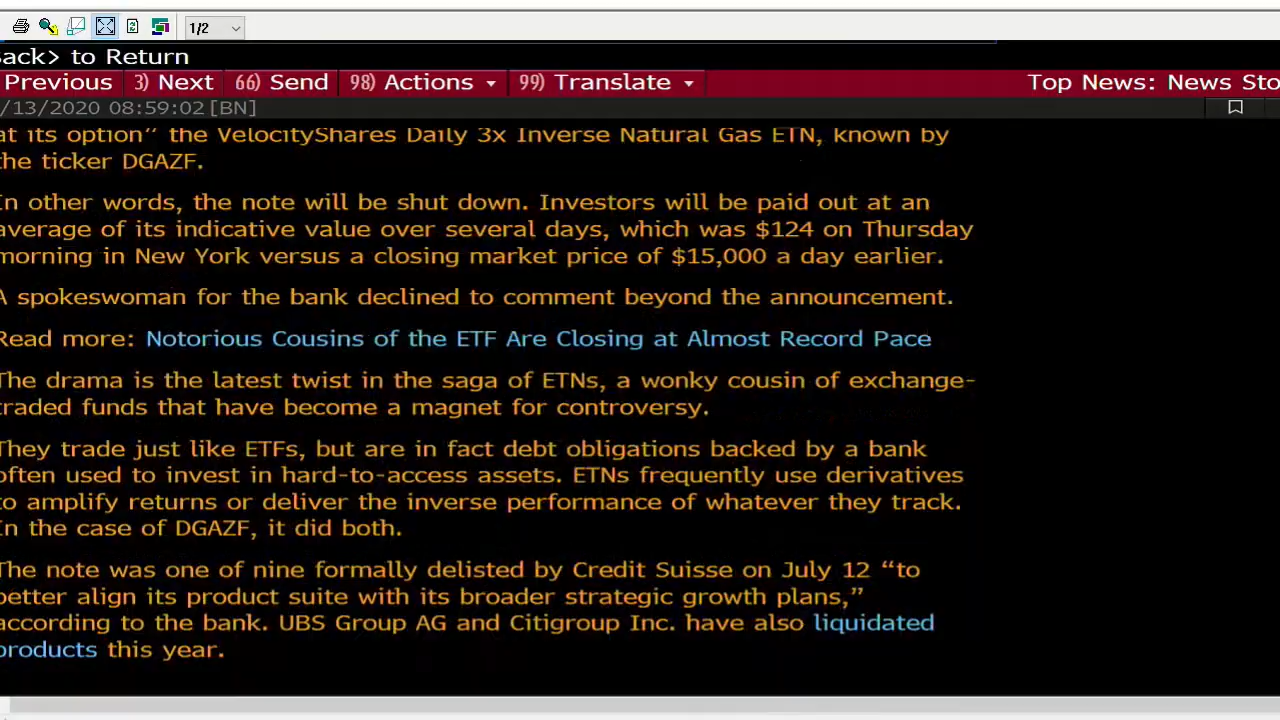 1/2
ack> to Return
Previous 3) Next 66) Send 98) Actions 99) Translate Top News: News Sto
/13/2020 08:59:02 [BN]
at its option” the VelocityShares Daily 3x Inverse Natural Gas ETN, known by
the ticker DGAZF.
In other words, the note will be shut down. Investors will be paid out at an
average of its indicative value over several days, which was $124 on Thursday
morning in New York versus a closing market price of $15,000 a day earlier.
A spokeswoman for the bank declined to comment beyond the announcement.
Read more: Notorious Cousins of the ETF Are Closing at Almost Record Pace
The drama is the latest twist in the saga of ETNs, a wonky cousin of exchange-
traded funds that have become a magnet for controversy.
They trade just like ETFs, but are in fact debt obligations backed by a bank
often used to invest in hard-to-access assets. ETNs frequently use derivatives
to amplify returns or deliver the inverse performance of whatever they track.
In the case of DGAZF, it did both.
The note was one of nine formally delisted by Credit Suisse on July 12 “to
better align its product suite with its broader strategic growth plans,”
according to the bank. UBS Group AG and Citigroup Inc. have also liquidated
products this year.